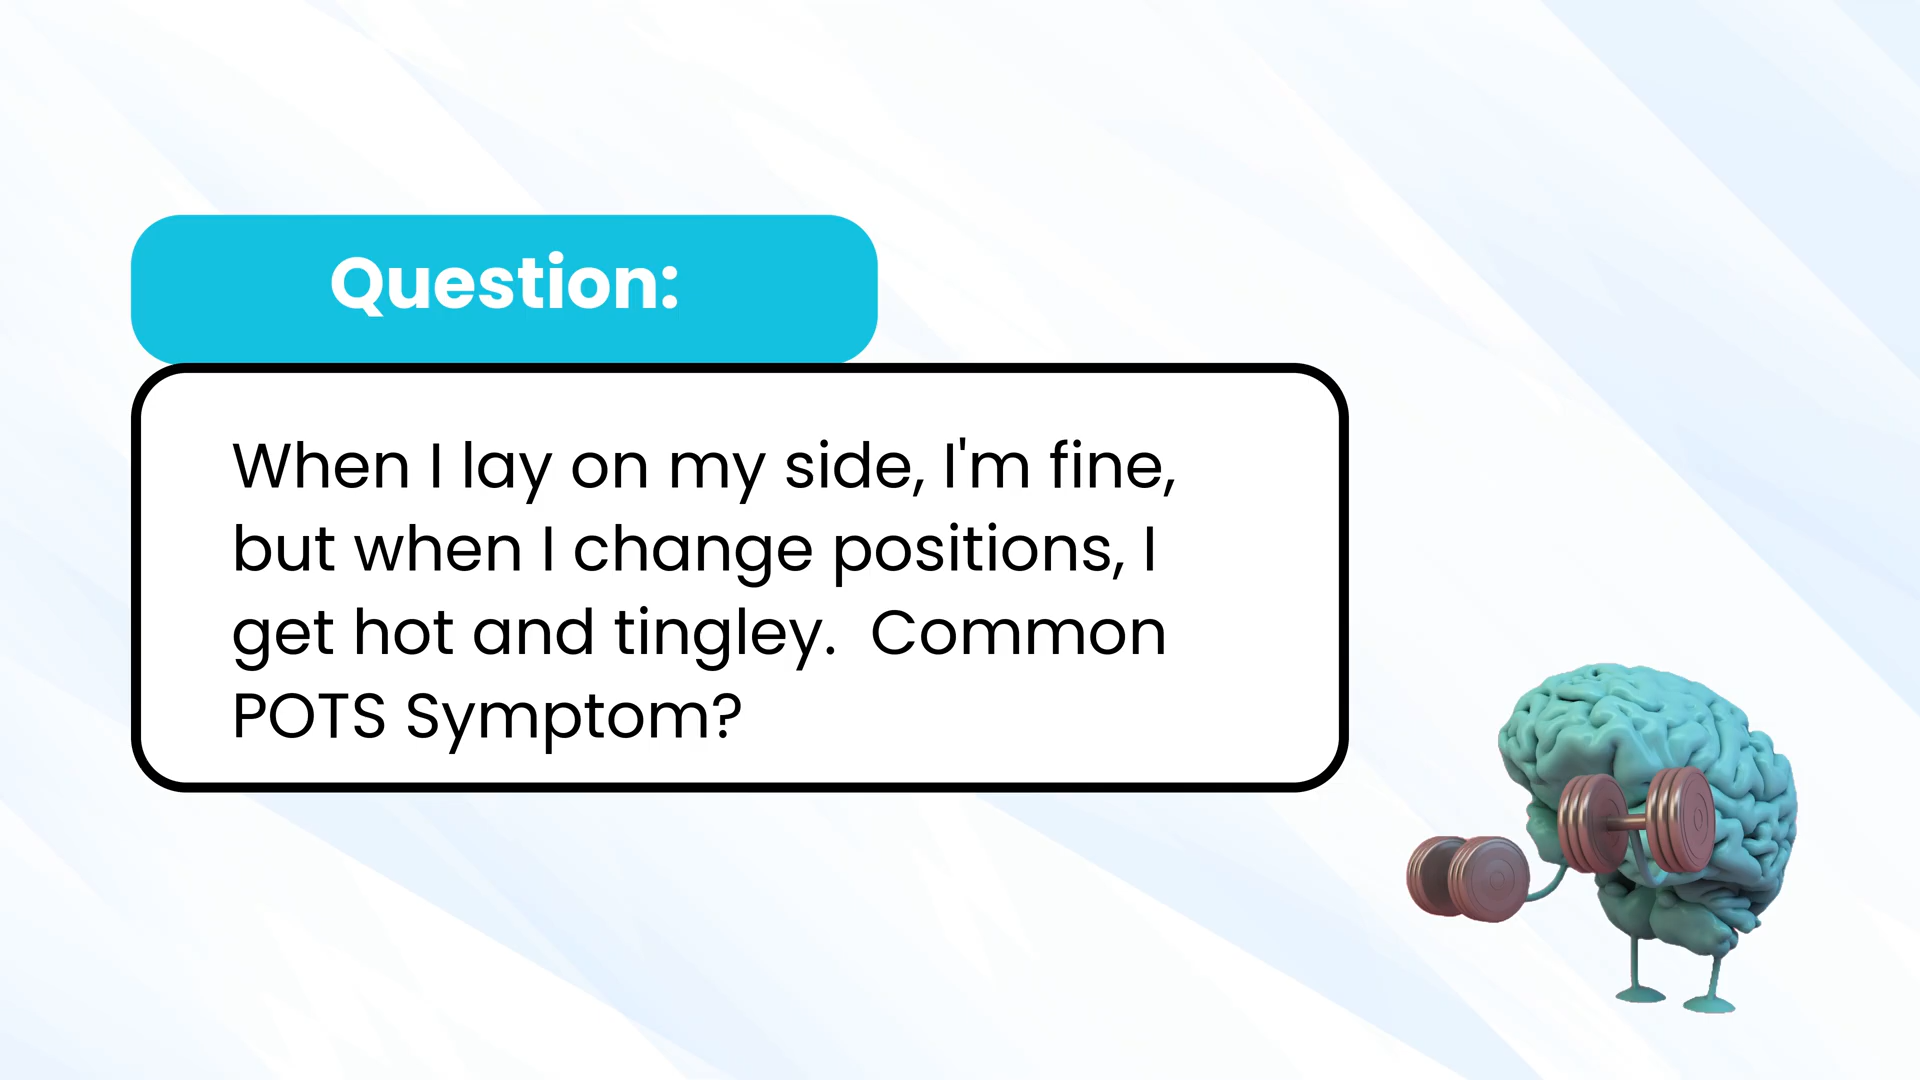 Question:
When I lay on my side, I'm fine,
but when I change positions, I
get hot and tingley.  Common
POTS Symptom?